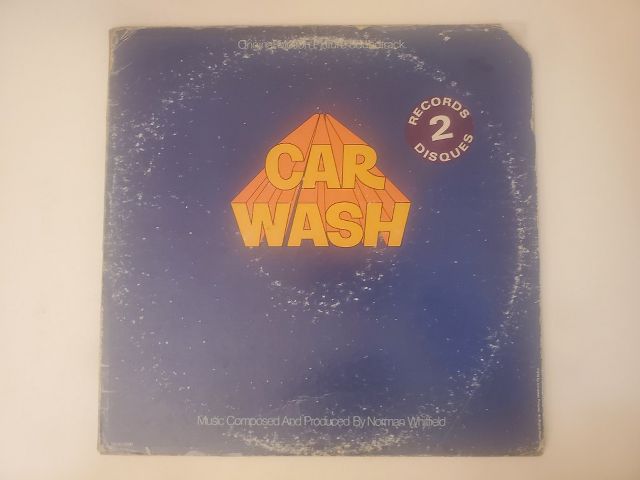 Original Motion Picture Soundtrack
RECORDS
2
DISQUES
CAR
WASH
Music Composed And Produced By Norman Whitfield